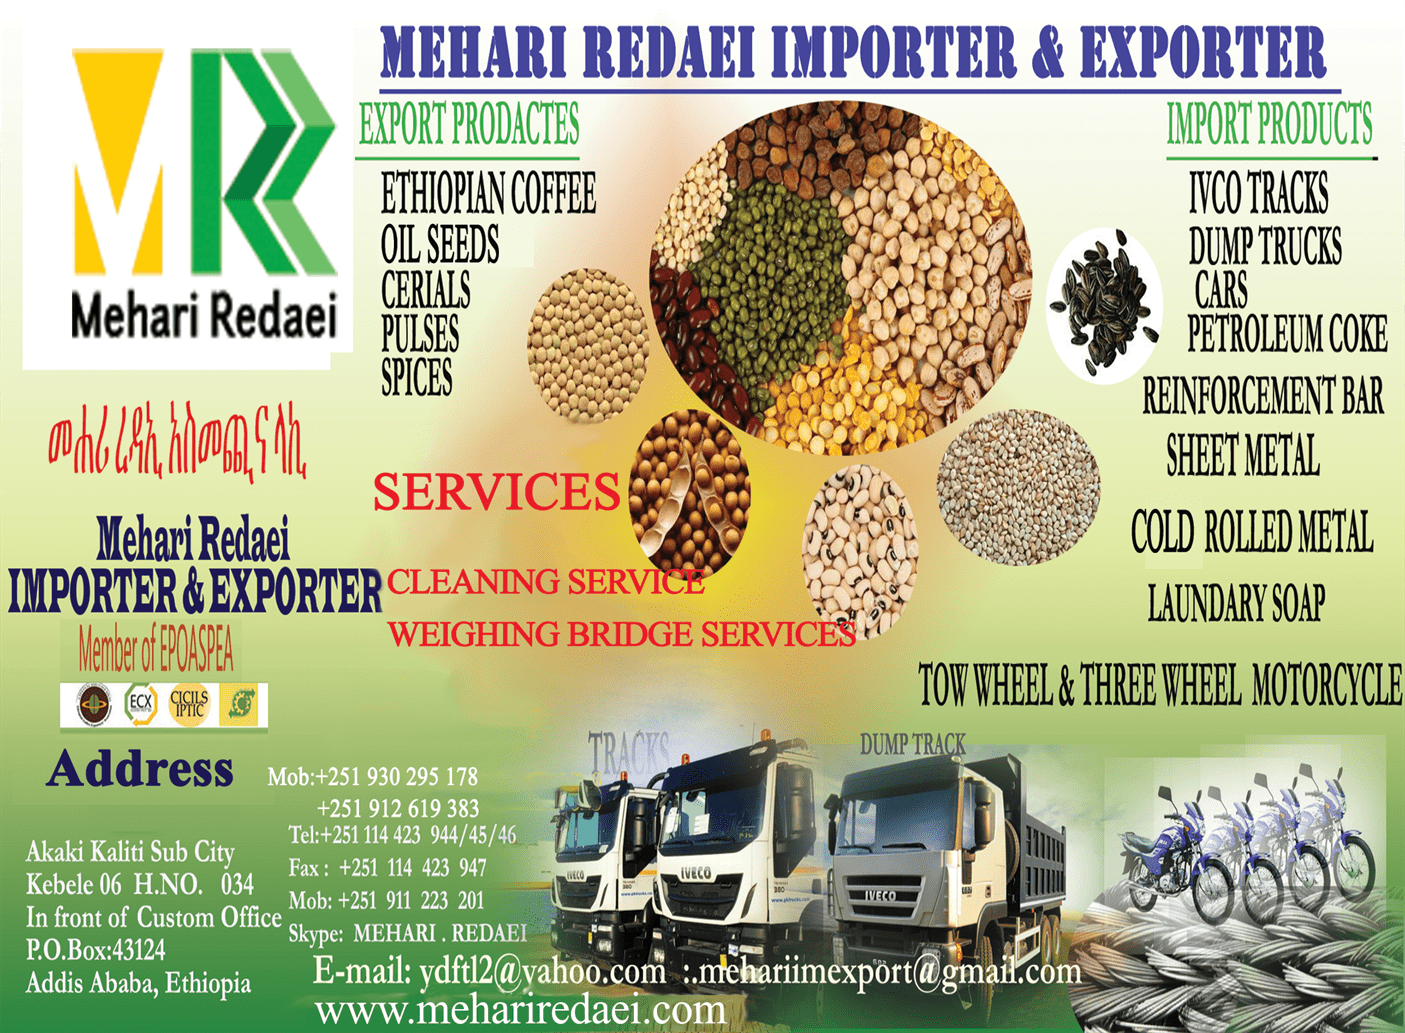 MEHARI REDAEI IMPORTER & EXPORTER
MR
Mehari Redaei
EXPORT PRODACTES
ETHIOPIAN COFFEE
OIL SEEDS
CERIALS
PULSES
SPICES
IMPORT PRODUCTS
IVCO TRACKS
DUMP TRUCKS
CARS
PETROLEUM COKE
REINFORCEMENT BAR
SHEET METAL
COLD ROLLED METAL
LAUNDARY SOAP
TOW WHEEL & THREE WHEEL MOTORCYCLE
መሐሪ ረዳኢ አስመጪና ላኪ
Mehari Redaei
IMPORTER & EXPORTER
Member of EPOASPEA
ECX
CICILS
IPTIC
SERVICES
CLEANING SERVICE
WEIGHING BRIDGE SERVICES
TRACKS
DUMP TRACK
IVECO
IVECO
IVECO
380
Address
Akaki Kaliti Sub City
Kebele 06 H.NO. 034
In front of Custom Office
P.O.Box:43124
Addis Ababa, Ethiopia
Mob:+251 930 295 178
+251 912 619 383
Tel:+251 114 423 944/45/46
Fax : +251 114 423 947
Mob: +251 911 223 201
Skype: MEHARI . REDAEI
E-mail: ydftl2@yahoo.com :.mehariimexport@gmail.com
www.mehariredaei.com